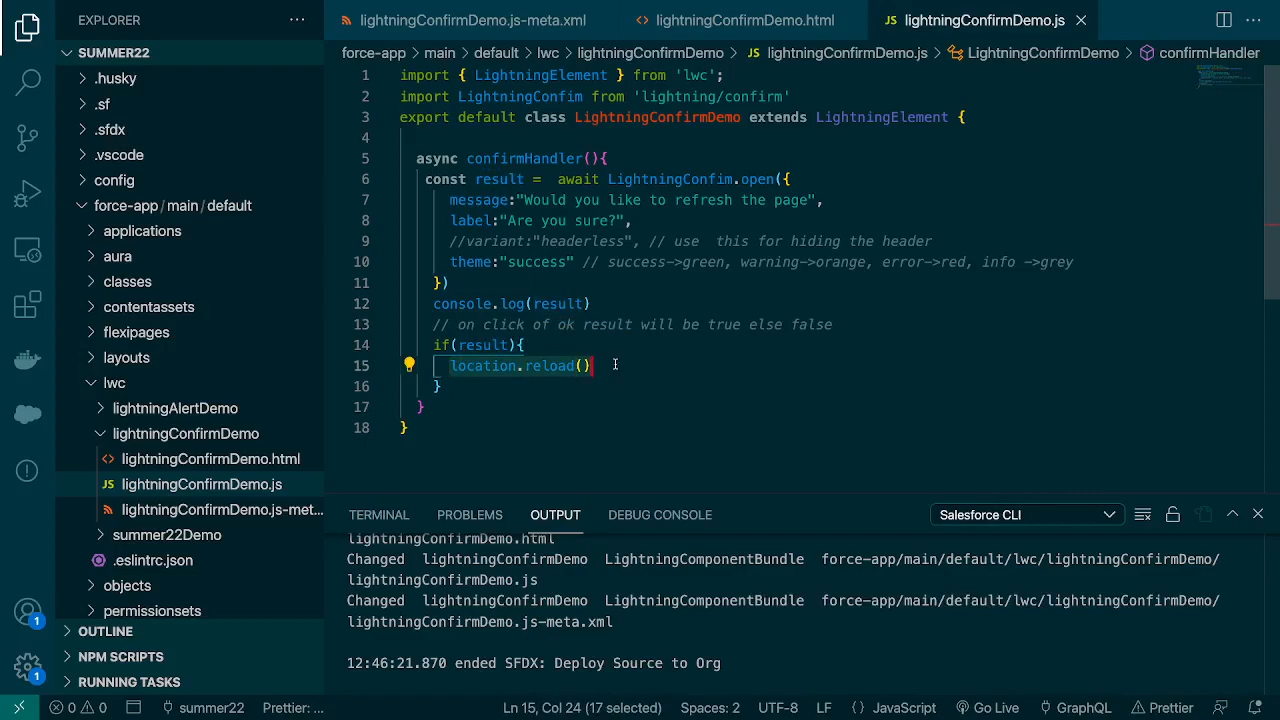 EXPLORER
lightningConfirmDemo.js-meta.xml
lightningConfirmDemo.html
JS lightningConfirmDemo.js
SUMMER22
force-app > main > default > lwc > lightningConfirmDemo > JS lightningConfirmDemo.js > LightningConfirmDemo > confirmHandler
.husky
.sf
.sfdx
.vscode
config
force-app / main / default
applications
aura
classes
contentassets
flexipages
layouts
lwc
lightningAlertDemo
lightningConfirmDemo
lightningConfirmDemo.html
JS lightningConfirmDemo.js
lightningConfirmDemo.js-met...
summer22Demo
.eslintrc.json
objects
permissionsets
OUTLINE
NPM SCRIPTS
RUNNING TASKS
1 import { LightningElement } from 'lwc';
2 import LightningConfim from 'lightning/confirm'
3 export default class LightningConfirmDemo extends LightningElement {
4
5 async confirmHandler(){
6 const result = await LightningConfim.open({
7 message:"Would you like to refresh the page",
8 label:"Are you sure?",
9 //variant:"headerless", // use this for hiding the header
10 theme:"success" // success->green, warning->orange, error->red, info ->grey
11 })
12 console.log(result)
13 // on click of ok result will be true else false
14 if(result){
15 location.reload()
16 }
17 }
18 }
TERMINAL PROBLEMS OUTPUT DEBUG CONSOLE Salesforce CLI
lightningConfirmDemo.html
Changed lightningConfirmDemo LightningComponentBundle force-app/main/default/lwc/lightningConfirmDemo/
lightningConfirmDemo.js
Changed lightningConfirmDemo LightningComponentBundle force-app/main/default/lwc/lightningConfirmDemo/
lightningConfirmDemo.js-meta.xml
12:46:21.870 ended SFDX: Deploy Source to Org
1
1
0 0 summer22 Prettier: ... Ln 15, Col 24 (17 selected) Spaces: 2 UTF-8 LF { } JavaScript Go Live GraphQL Prettier